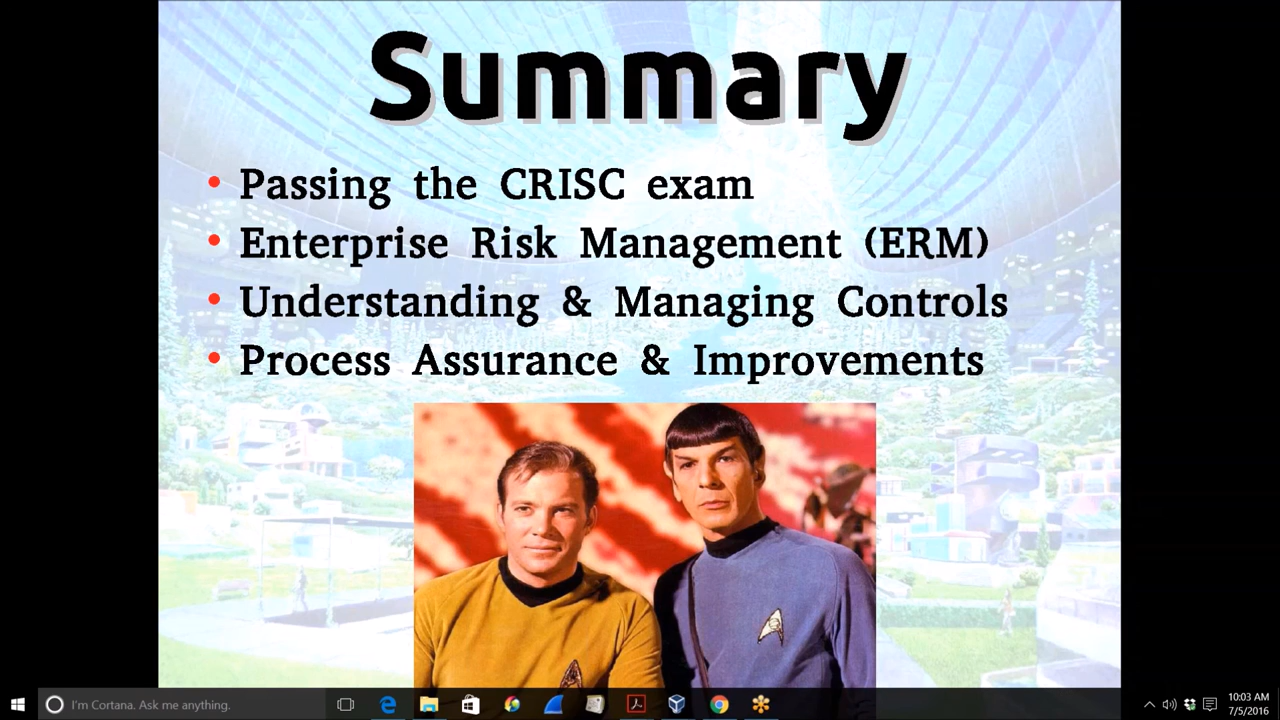 Summary
• Passing the CRISC exam
• Enterprise Risk Management (ERM)
• Understanding & Managing Controls
• Process Assurance & Improvements
I'm Cortana. Ask me anything.
10:03 AM
7/5/2016